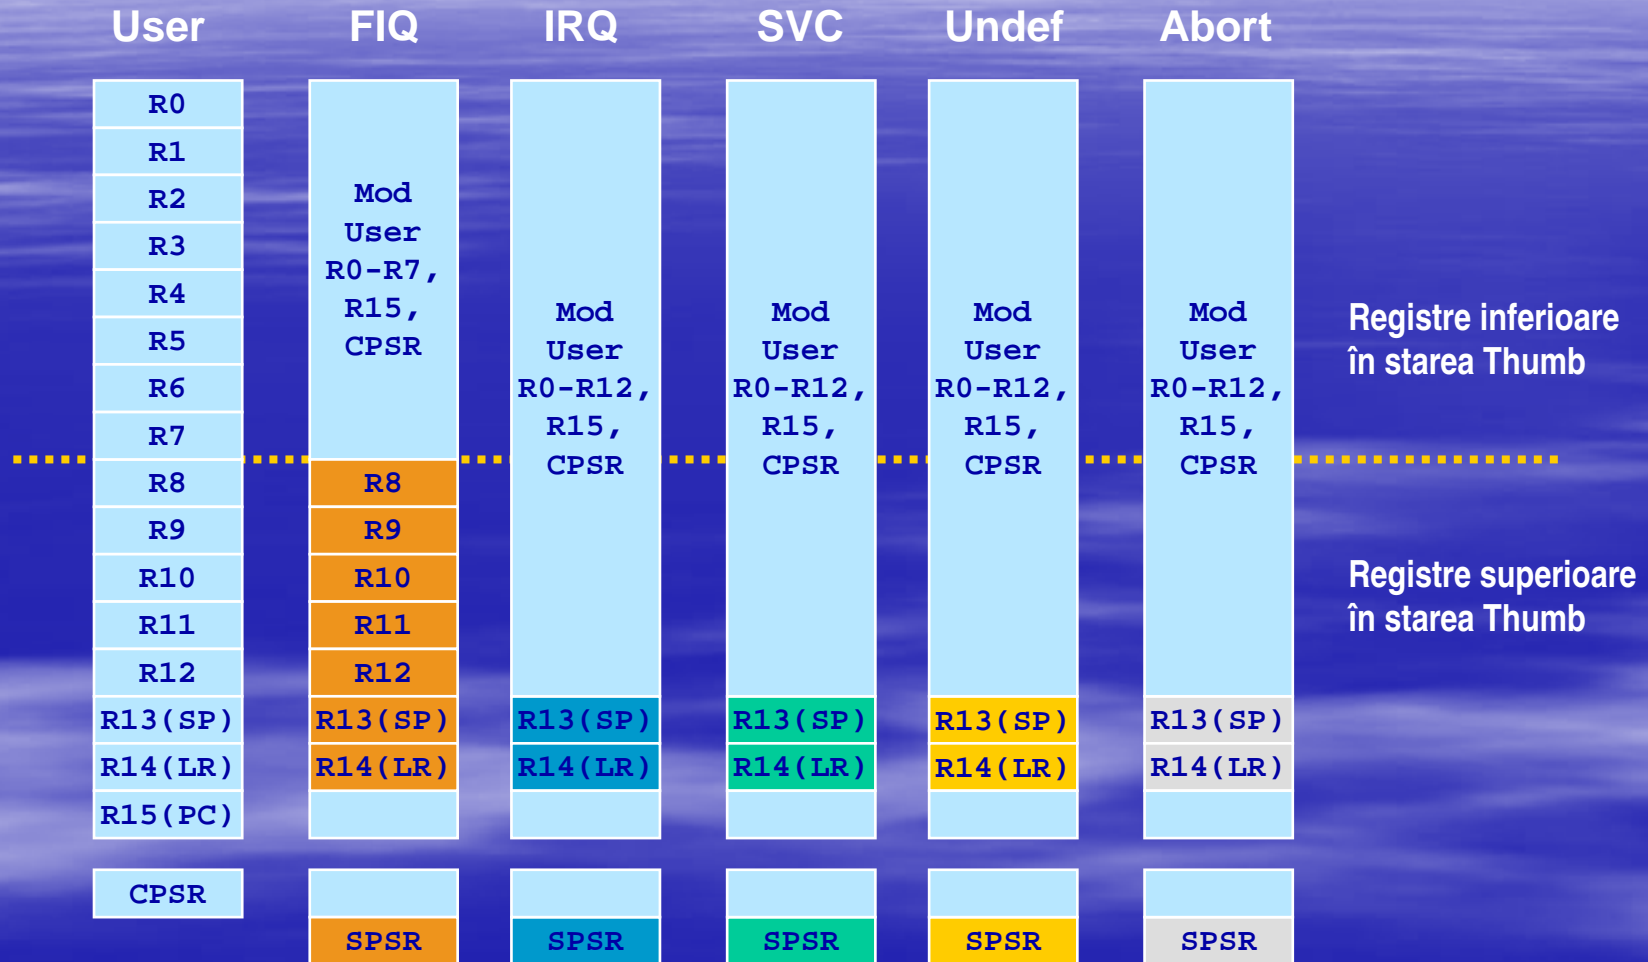 User FIQ IRQ SVC Undef Abort
R0
R1
R2
R3
R4
R5
R6
R7
R8
R9
R10
R11
R12
R13(SP)
R14(LR)
R15(PC)
CPSR
Mod
User
R0-R7,
R15,
CPSR
R8
R9
R10
R11
R12
R13(SP)
R14(LR)
SPSR
Mod
User
R0-R12,
R15,
CPSR
R13(SP)
R14(LR)
SPSR
Mod
User
R0-R12,
R15,
CPSR
R13(SP)
R14(LR)
SPSR
Mod
User
R0-R12,
R15,
CPSR
R13(SP)
R14(LR)
SPSR
Mod
User
R0-R12,
R15,
CPSR
R13(SP)
R14(LR)
SPSR
Registre inferioare
în starea Thumb
Registre superioare
în starea Thumb